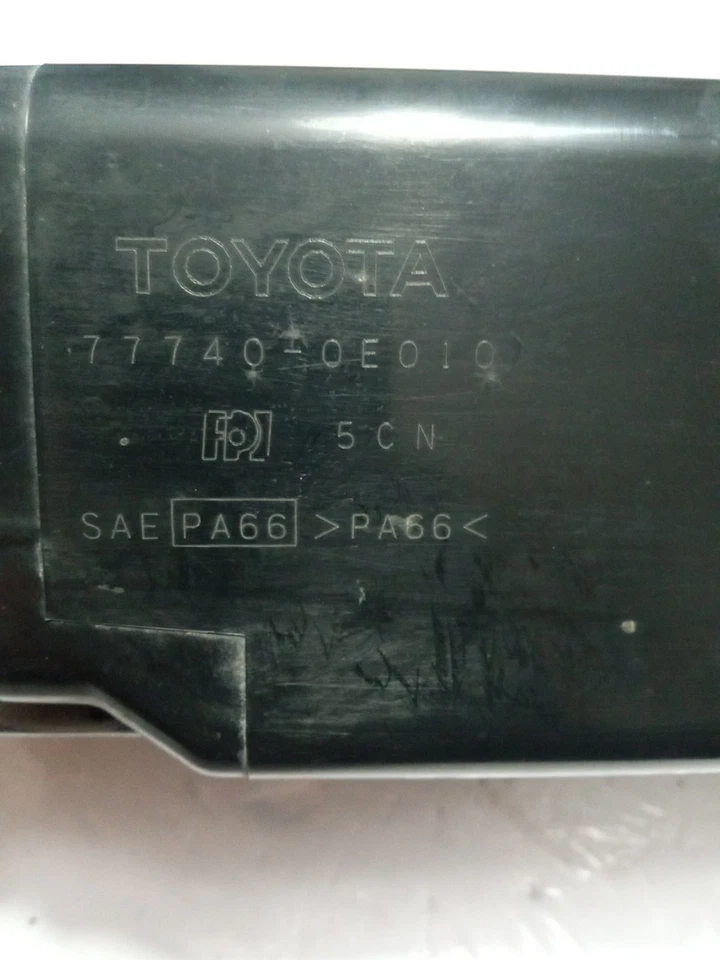 TOYOTA
77740-0E010
FPI 5CN
SAE PA66 >PA66<